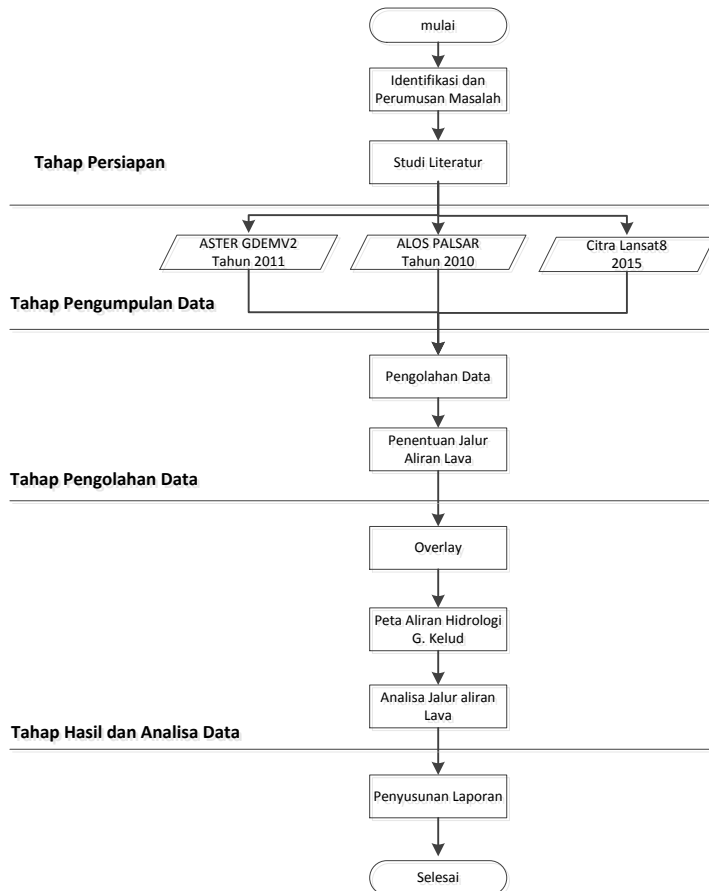 mulai
Identifikasi dan
Perumusan Masalah
Tahap Persiapan
Studi Literatur
ASTER GDEMV2
Tahun 2011
ALOS PALSAR
Tahun 2010
Citra Lansat8
2015
Tahap Pengumpulan Data
Pengolahan Data
Penentuan Jalur
Aliran Lava
Tahap Pengolahan Data
Overlay
Peta Aliran Hidrologi
G. Kelud
Analisa Jalur aliran
Lava
Tahap Hasil dan Analisa Data
Penyusunan Laporan
Selesai